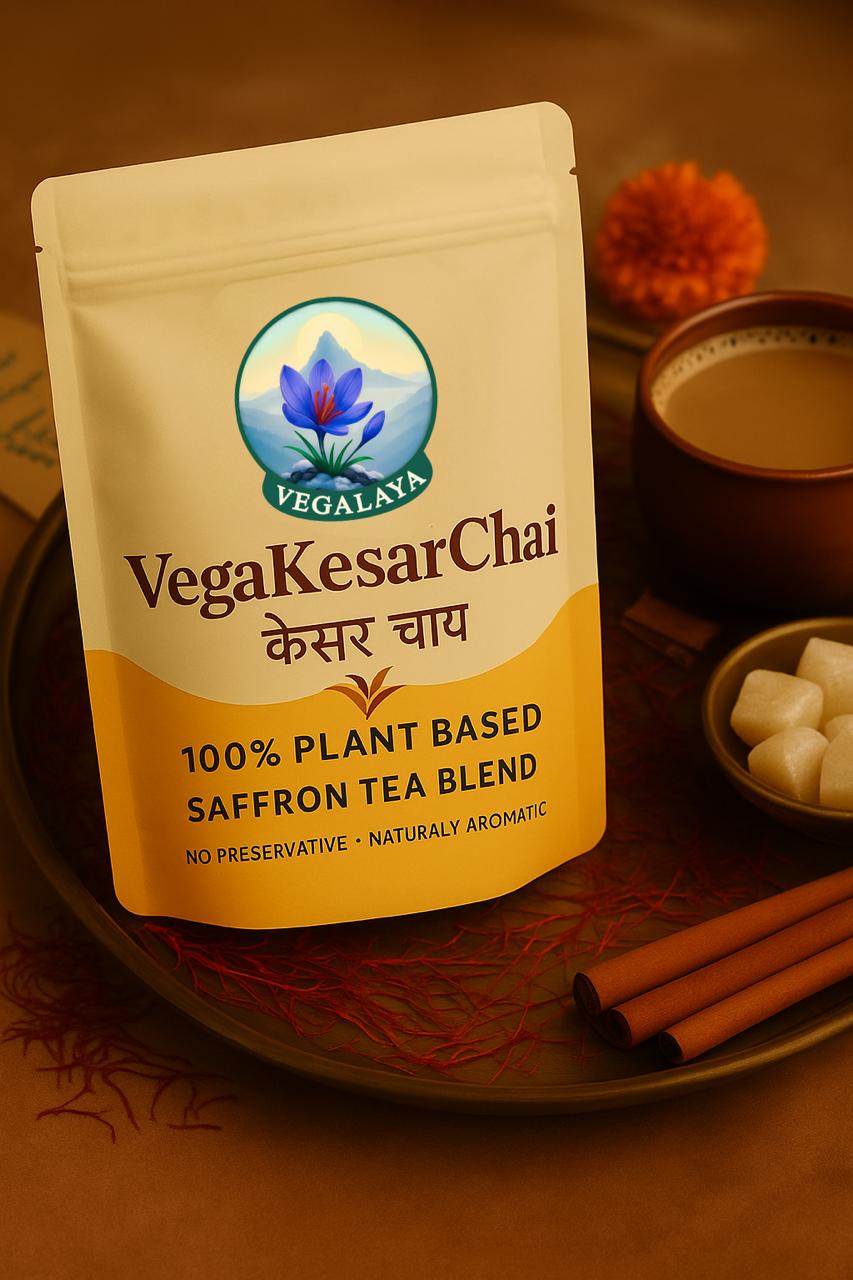 VEGALAYA
VegaKesarChai
केसर चाय
100% PLANT BASED
SAFFRON TEA BLEND
NO PRESERVATIVE • NATURALY AROMATIC